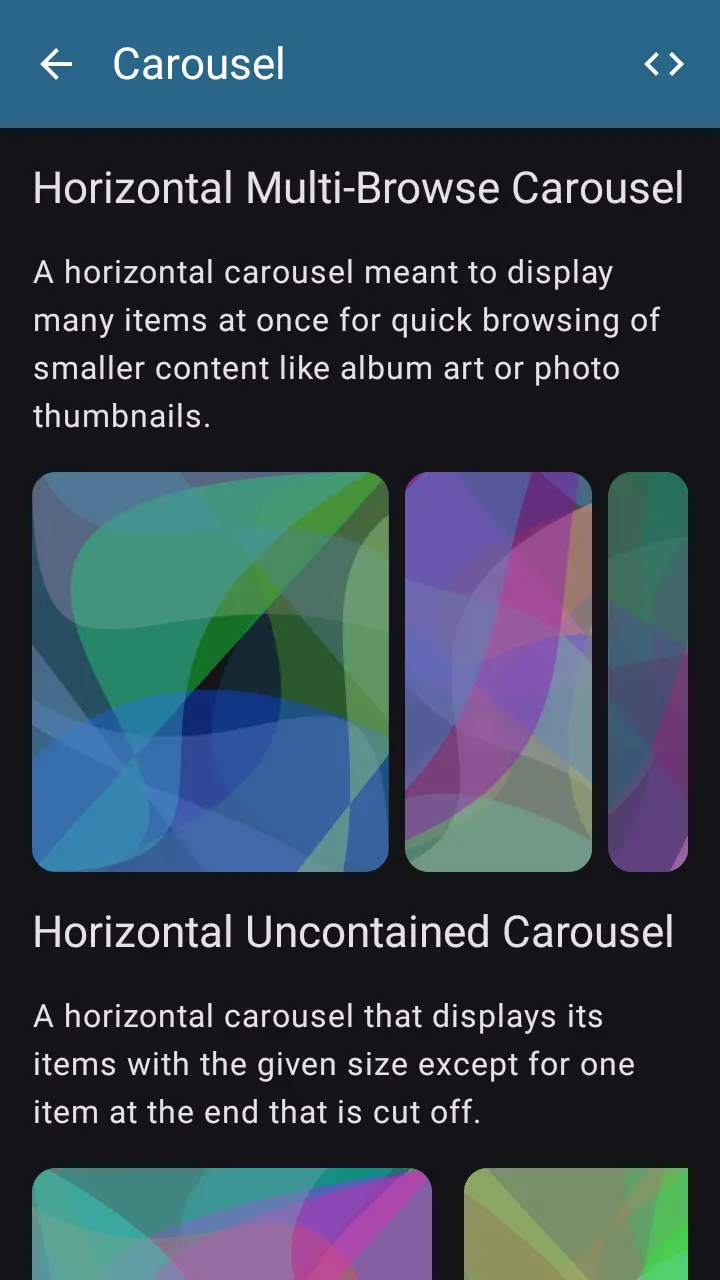 Carousel
Horizontal Multi-Browse Carousel
A horizontal carousel meant to display
many items at once for quick browsing of
smaller content like album art or photo
thumbnails.
Horizontal Uncontained Carousel
A horizontal carousel that displays its
items with the given size except for one
item at the end that is cut off.